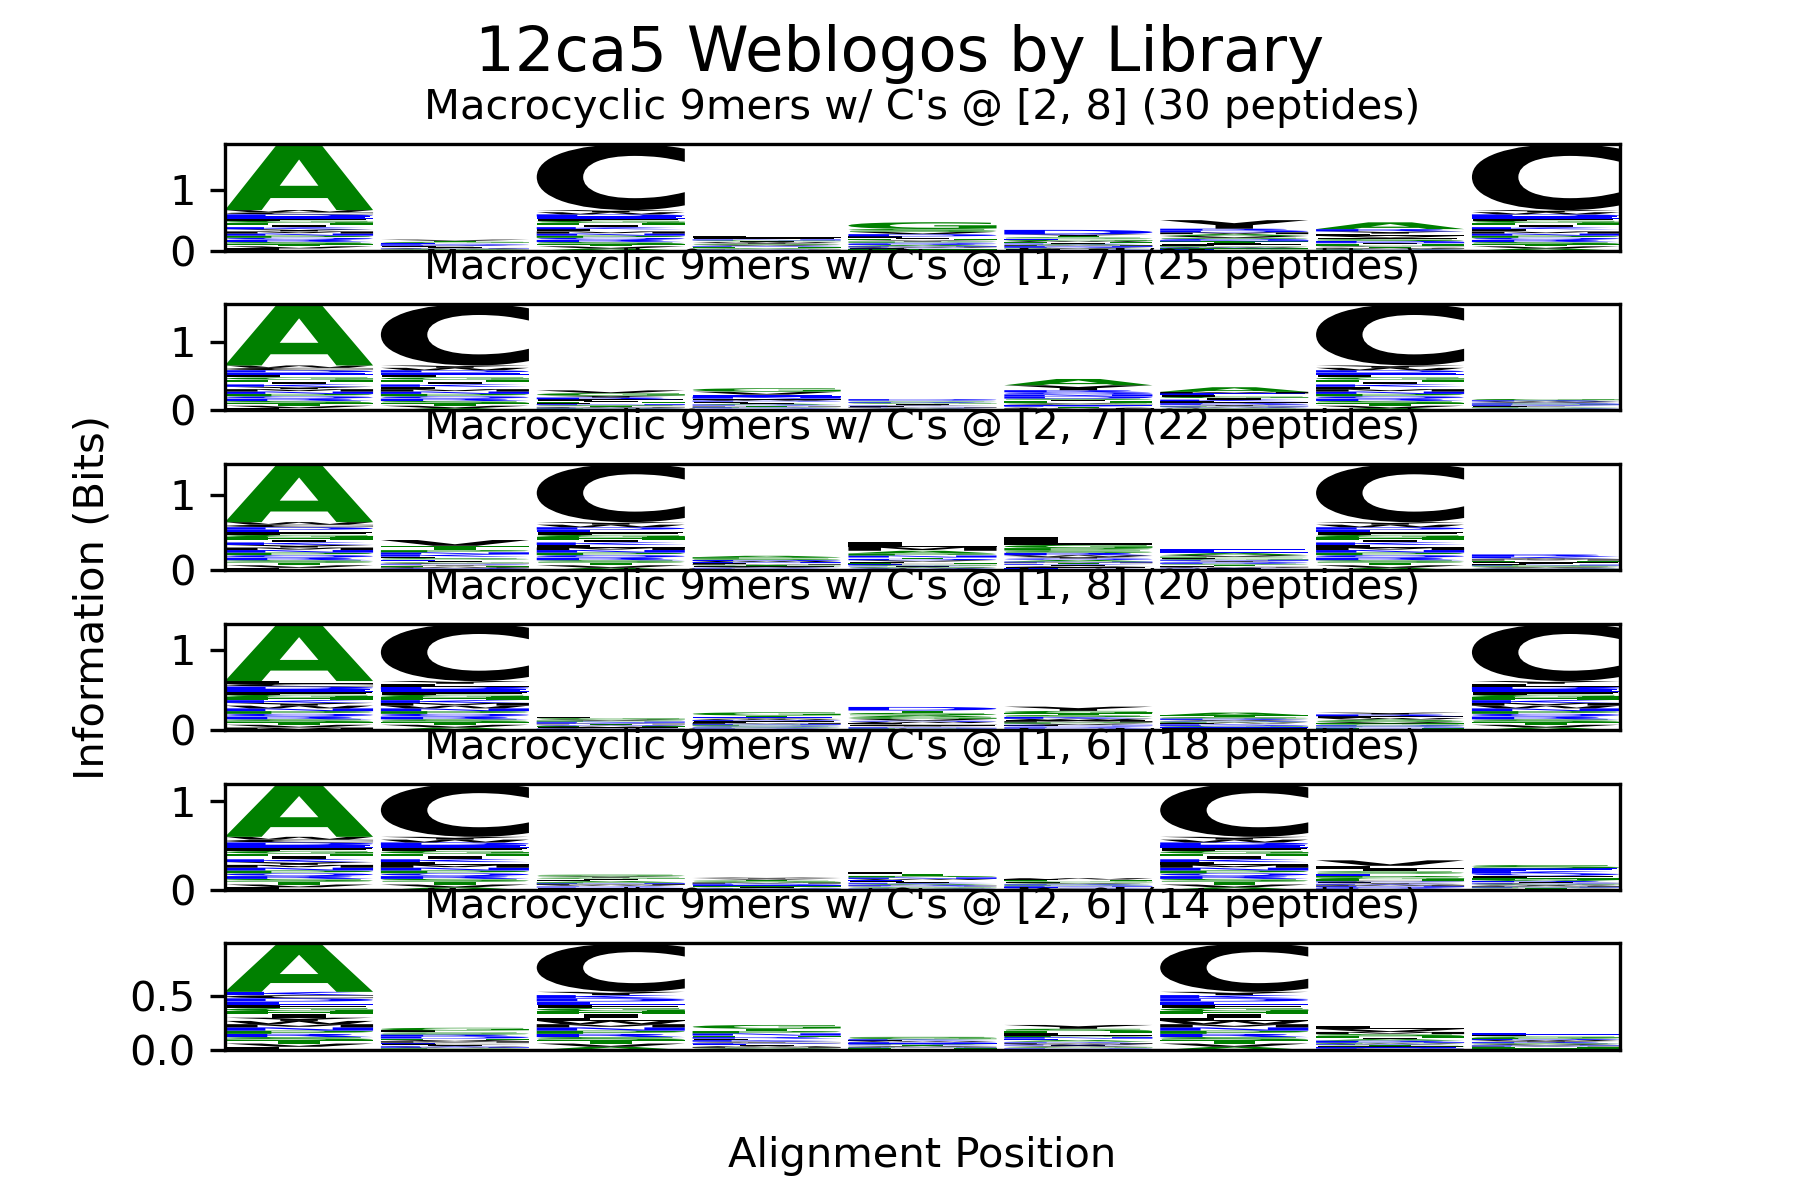 12ca5 Weblogos by Library
Macrocyclic 9mers w/ C's @ [2, 8] (30 peptides)
1
0
A C C
Macrocyclic 9mers w/ C's @ [1, 7] (25 peptides)
1
0
A C C
Macrocyclic 9mers w/ C's @ [2, 7] (22 peptides)
1
0
A C C
Macrocyclic 9mers w/ C's @ [1, 8] (20 peptides)
1
0
A C C
Macrocyclic 9mers w/ C's @ [1, 6] (18 peptides)
1
0
A C C
Macrocyclic 9mers w/ C's @ [2, 6] (14 peptides)
0.5
0.0
A C C
Information (Bits)
Alignment Position